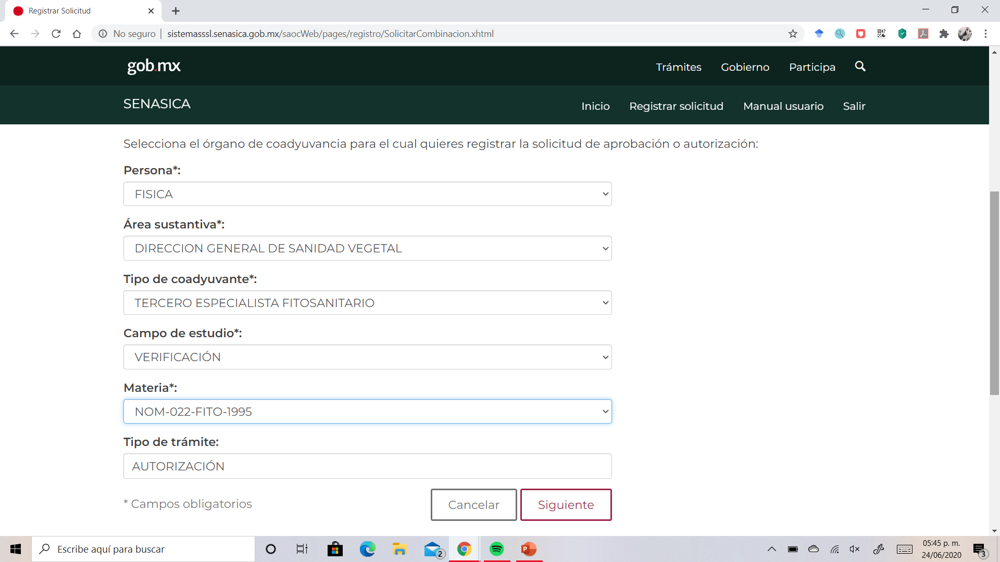 Registrar Solicitud
No seguro | sistemasssl.senasica.gob.mx/saocWeb/pages/registro/SolicitarCombinacion.xhtml
gob.mx
Trámites Gobierno Participa
SENASICA
Inicio Registrar solicitud Manual usuario Salir
Selecciona el órgano de coadyuvancia para el cual quieres registrar la solicitud de aprobación o autorización:
Persona*:
FISICA
Área sustantiva*:
DIRECCION GENERAL DE SANIDAD VEGETAL
Tipo de coadyuvante*:
TERCERO ESPECIALISTA FITOSANITARIO
Campo de estudio*:
VERIFICACIÓN
Materia*:
NOM-022-FITO-1995
Tipo de trámite:
AUTORIZACIÓN
* Campos obligatorios
Cancelar
Siguiente
Escribe aquí para buscar
2
05:45 p. m.
24/06/2020
3